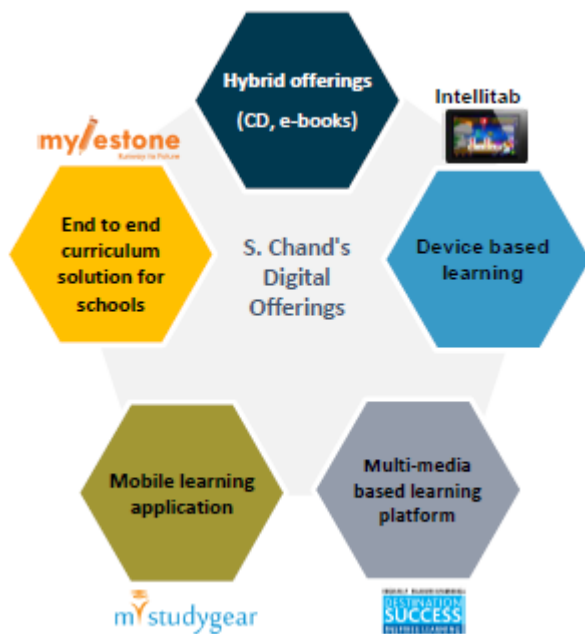 Hybrid offerings
(CD, e-books)
Intellitab
mylestone
End to end
curriculum
solution for
schools
S. Chand's
Digital
Offerings
Device based
learning
Mobile learning
application
Multi-media
based learning
platform
mystudygear
DESTINATION
SUCCESS